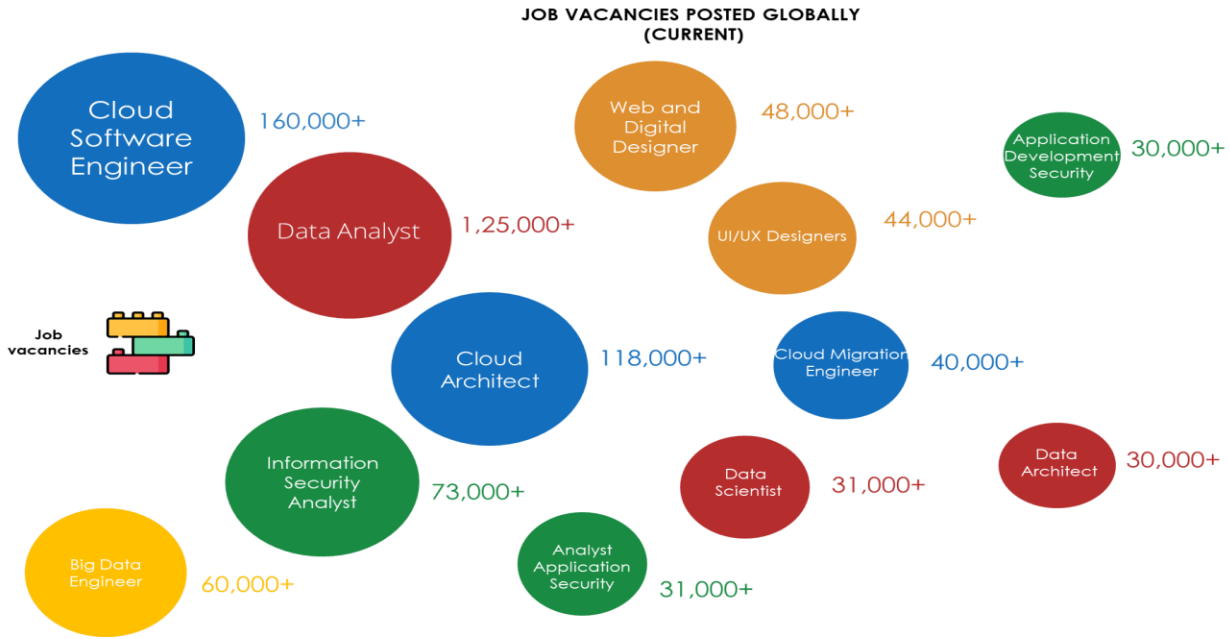 JOB VACANCIES POSTED GLOBALLY
(CURRENT)
Cloud
Software
Engineer
160,000+
Data Analyst
1,25,000+
Cloud
Architect
118,000+
Information
Security
Analyst
73,000+
Big Data
Engineer
60,000+
Web and
Digital
Designer
48,000+
UI/UX Designers
44,000+
Cloud Migration
Engineer
40,000+
Data
Scientist
31,000+
Analyst
Application
Security
31,000+
Application
Development
Security
30,000+
Data
Architect
30,000+
Job
vacancies